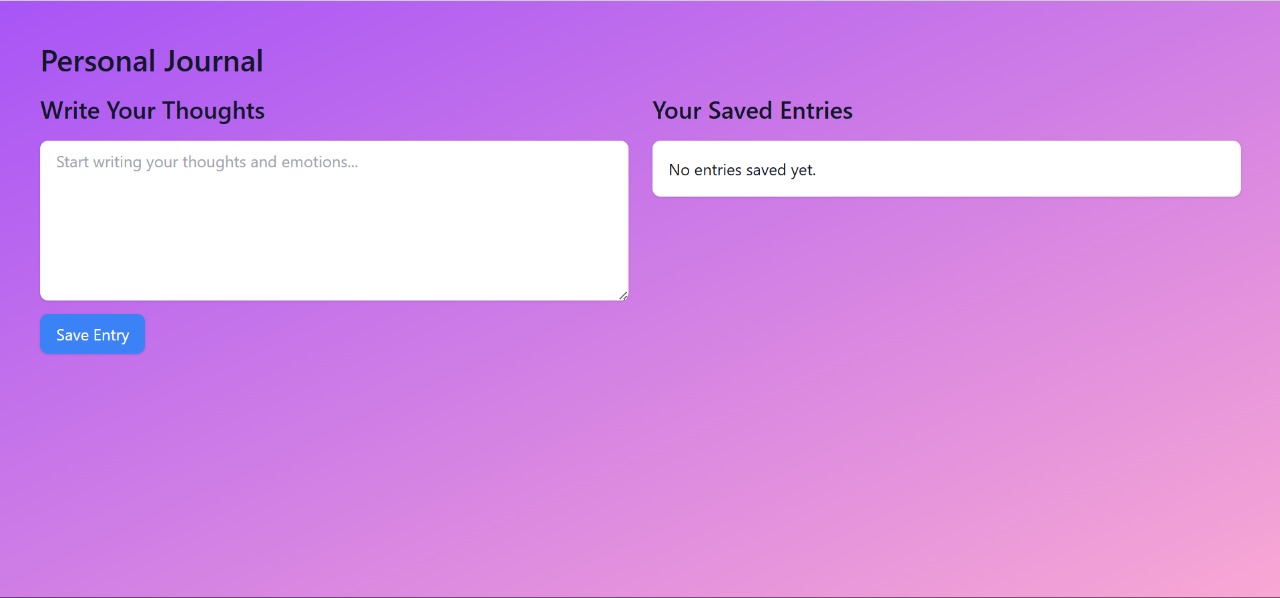 Personal Journal
Write Your Thoughts
Start writing your thoughts and emotions...
Save Entry
Your Saved Entries
No entries saved yet.